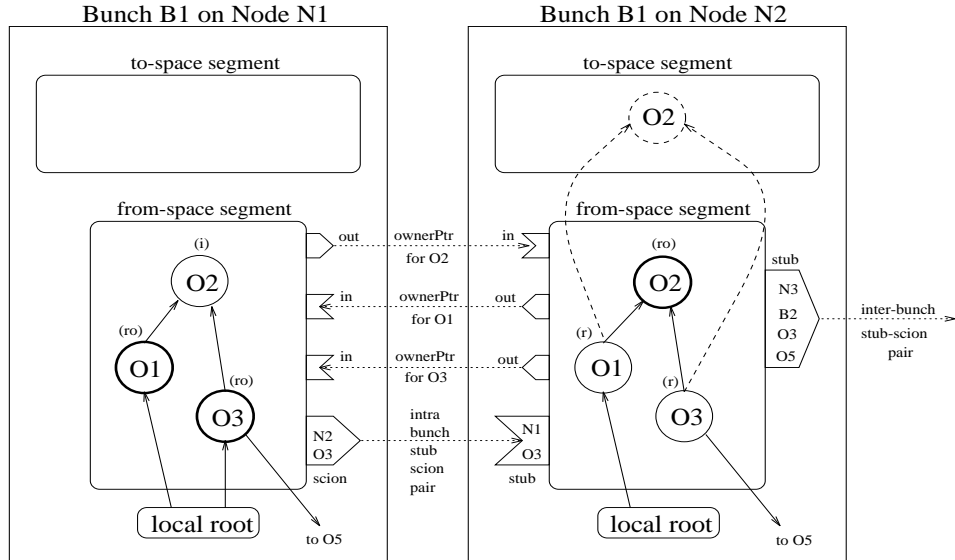 Bunch B1 on Node N1
to-space segment
from-space segment
(i)
O2
(ro)
O1
(ro)
O3
N2
O3
scion
local root
to O5
out
ownerPtr
in
for O2
in
ownerPtr
out
for O1
in
ownerPtr
out
for O3
intra
bunch
stub
scion
pair
Bunch B1 on Node N2
to-space segment
O2
from-space segment
(ro)
O2
(r)
O1
(r)
O3
N1
O3
stub
local root
to O5
stub
N3
B2
O3
O5
inter-bunch
stub-scion
pair